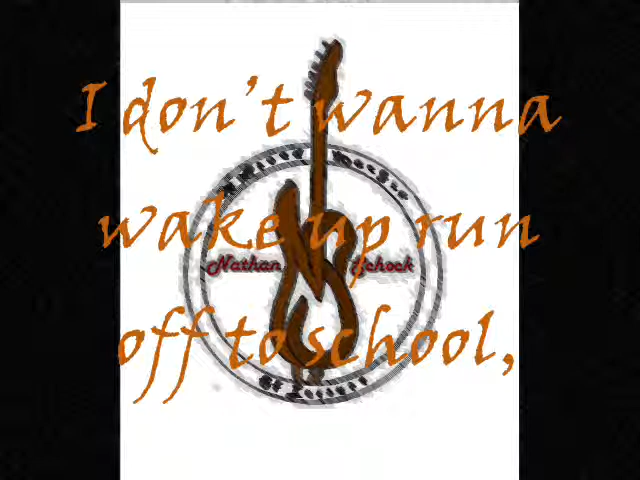 I don't wanna
wake up run
Nathan Schock
off to school,